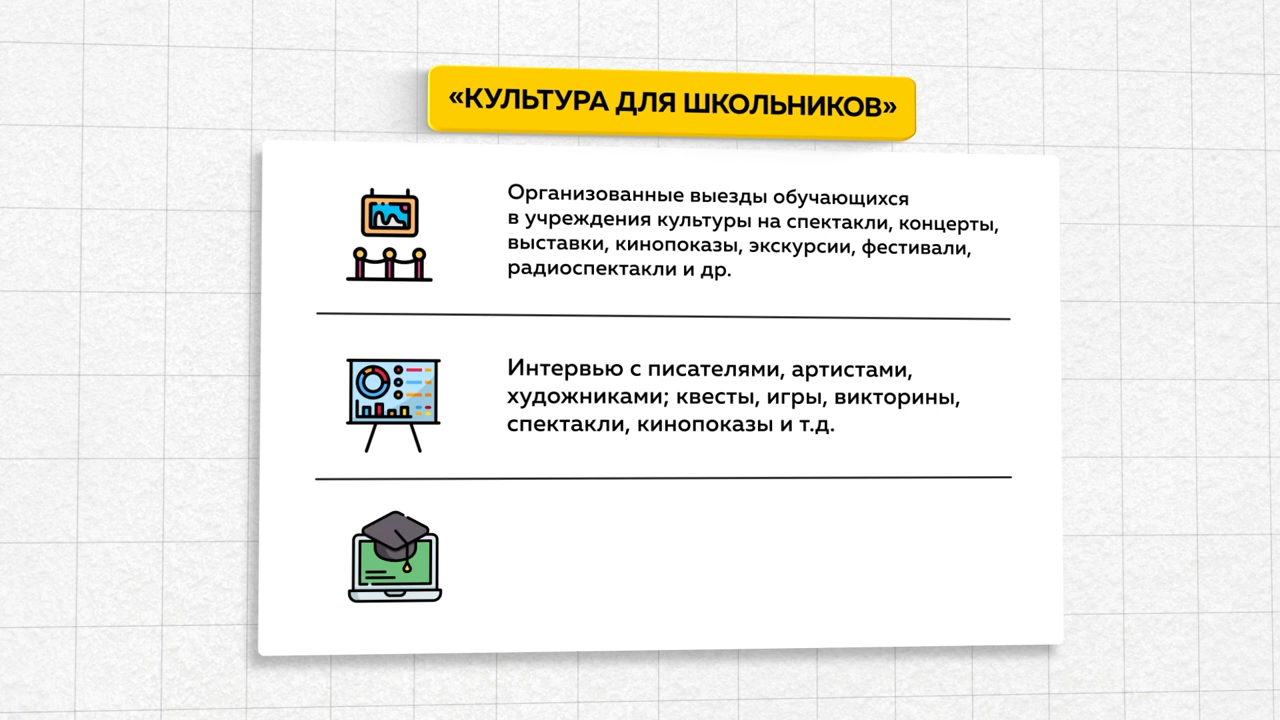 «КУЛЬТУРА ДЛЯ ШКОЛЬНИКОВ»
Организованные выезды обучающихся
в учреждения культуры на спектакли, концерты,
выставки, кинопоказы, экскурсии, фестивали,
радиоспектакли и др.
Интервью с писателями, артистами,
художниками; квесты, игры, викторины,
спектакли, кинопоказы и т.д.